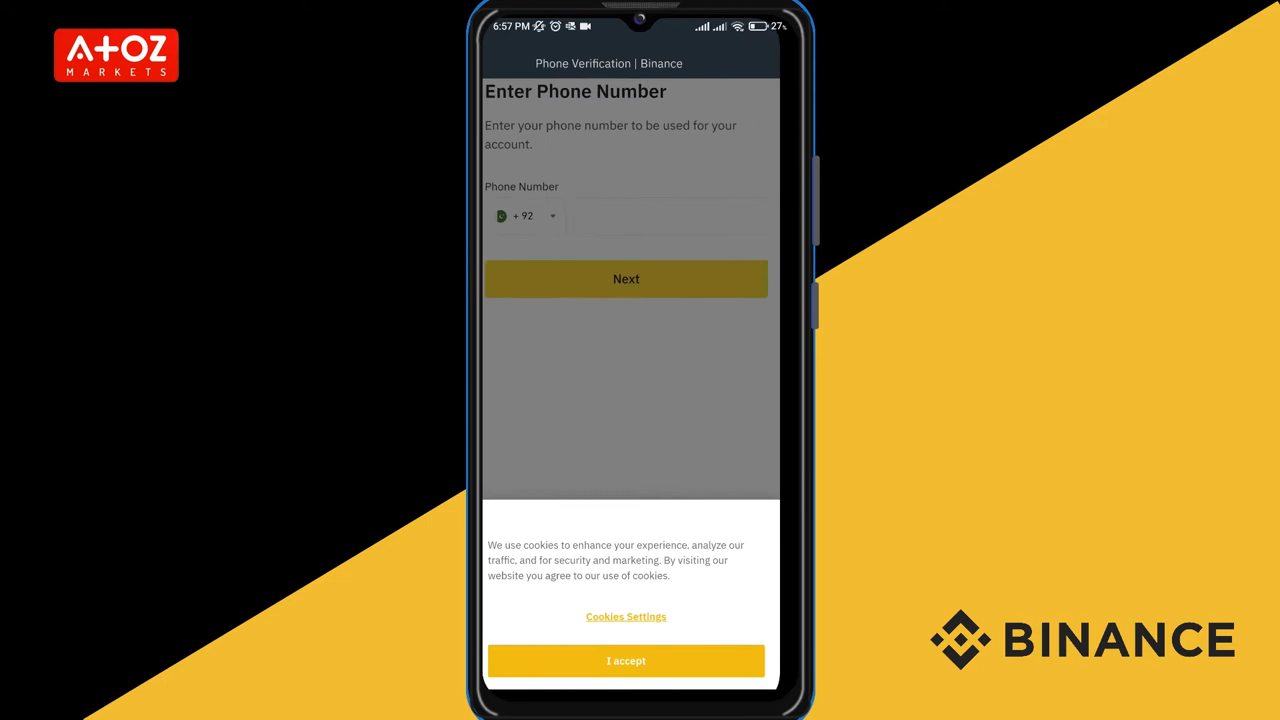 A+OZ
MARKETS
6:57 PM
27%
Phone Verification | Binance
Enter Phone Number
Enter your phone number to be used for your
account.
Phone Number
+ 92
Next
We use cookies to enhance your experience, analyze our
traffic, and for security and marketing. By visiting our
website you agree to our use of cookies.
Cookies Settings
I accept
BINANCE